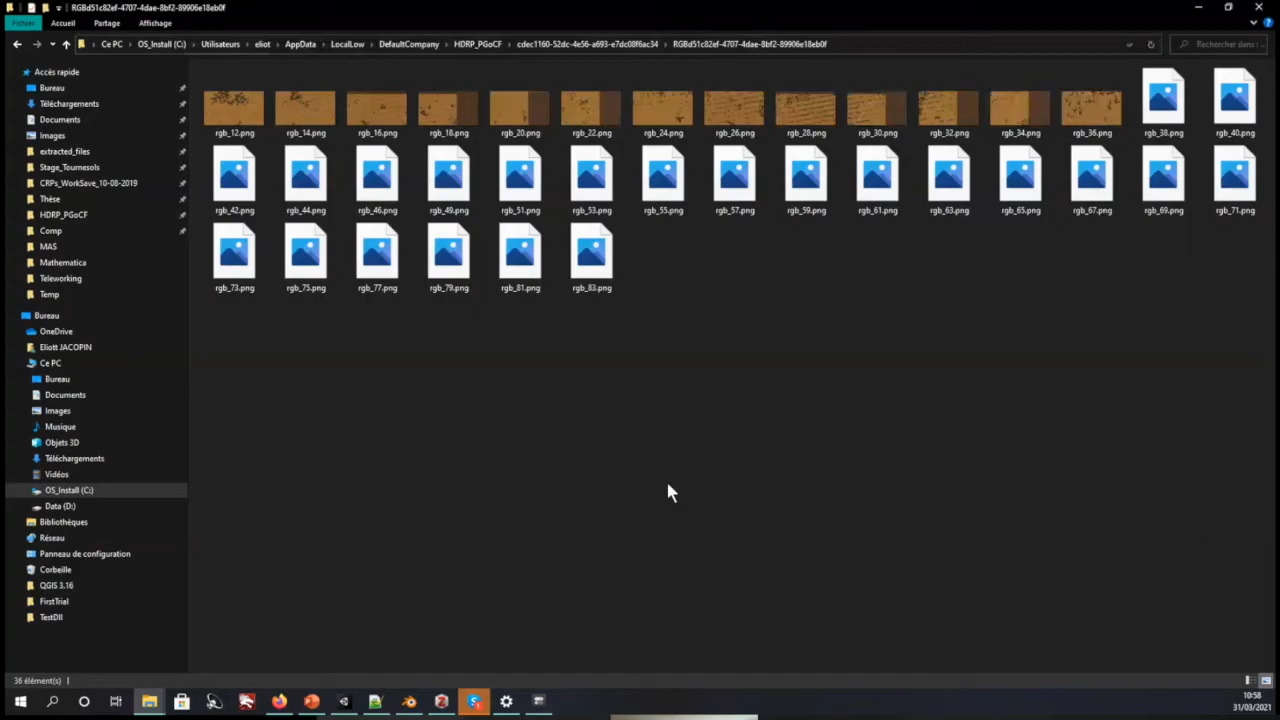 RGBd51c82ef-4707-4dae-8bf2-89906e18eb0f
Fichier Accueil Partage Affichage
Ce PC › OS_Install (C:) › Utilisateurs › eliot › AppData › LocalLow › DefaultCompany › HDRP_PGoCF › cdec1160-52dc-4e56-a693-e7dc08f6ac34 › RGBd51c82ef-4707-4dae-8bf2-89906e18eb0f
Rechercher dans : ...
Accès rapide
Bureau
Téléchargements
Documents
Images
extracted_files
Stage_Tournesols
CRPs_WorkSave_10-08-2019
Thèse
HDRP_PGoCF
Comp
MAS
Mathematica
Teleworking
Temp
Bureau
OneDrive
Eliott JACOPIN
Ce PC
Bureau
Documents
Images
Musique
Objets 3D
Téléchargements
Vidéos
OS_Install (C:)
Data (D:)
Bibliothèques
Réseau
Panneau de configuration
Corbeille
QGIS 3.16
FirstTrial
TestDll
rgb_12.png rgb_14.png rgb_16.png rgb_18.png rgb_20.png rgb_22.png rgb_24.png rgb_26.png rgb_28.png rgb_30.png rgb_32.png rgb_34.png rgb_36.png rgb_38.png rgb_40.png
rgb_42.png rgb_44.png rgb_46.png rgb_49.png rgb_51.png rgb_53.png rgb_55.png rgb_57.png rgb_59.png rgb_61.png rgb_63.png rgb_65.png rgb_67.png rgb_69.png rgb_71.png
rgb_73.png rgb_75.png rgb_77.png rgb_79.png rgb_81.png rgb_83.png
36 élément(s)
10:58
31/03/2021